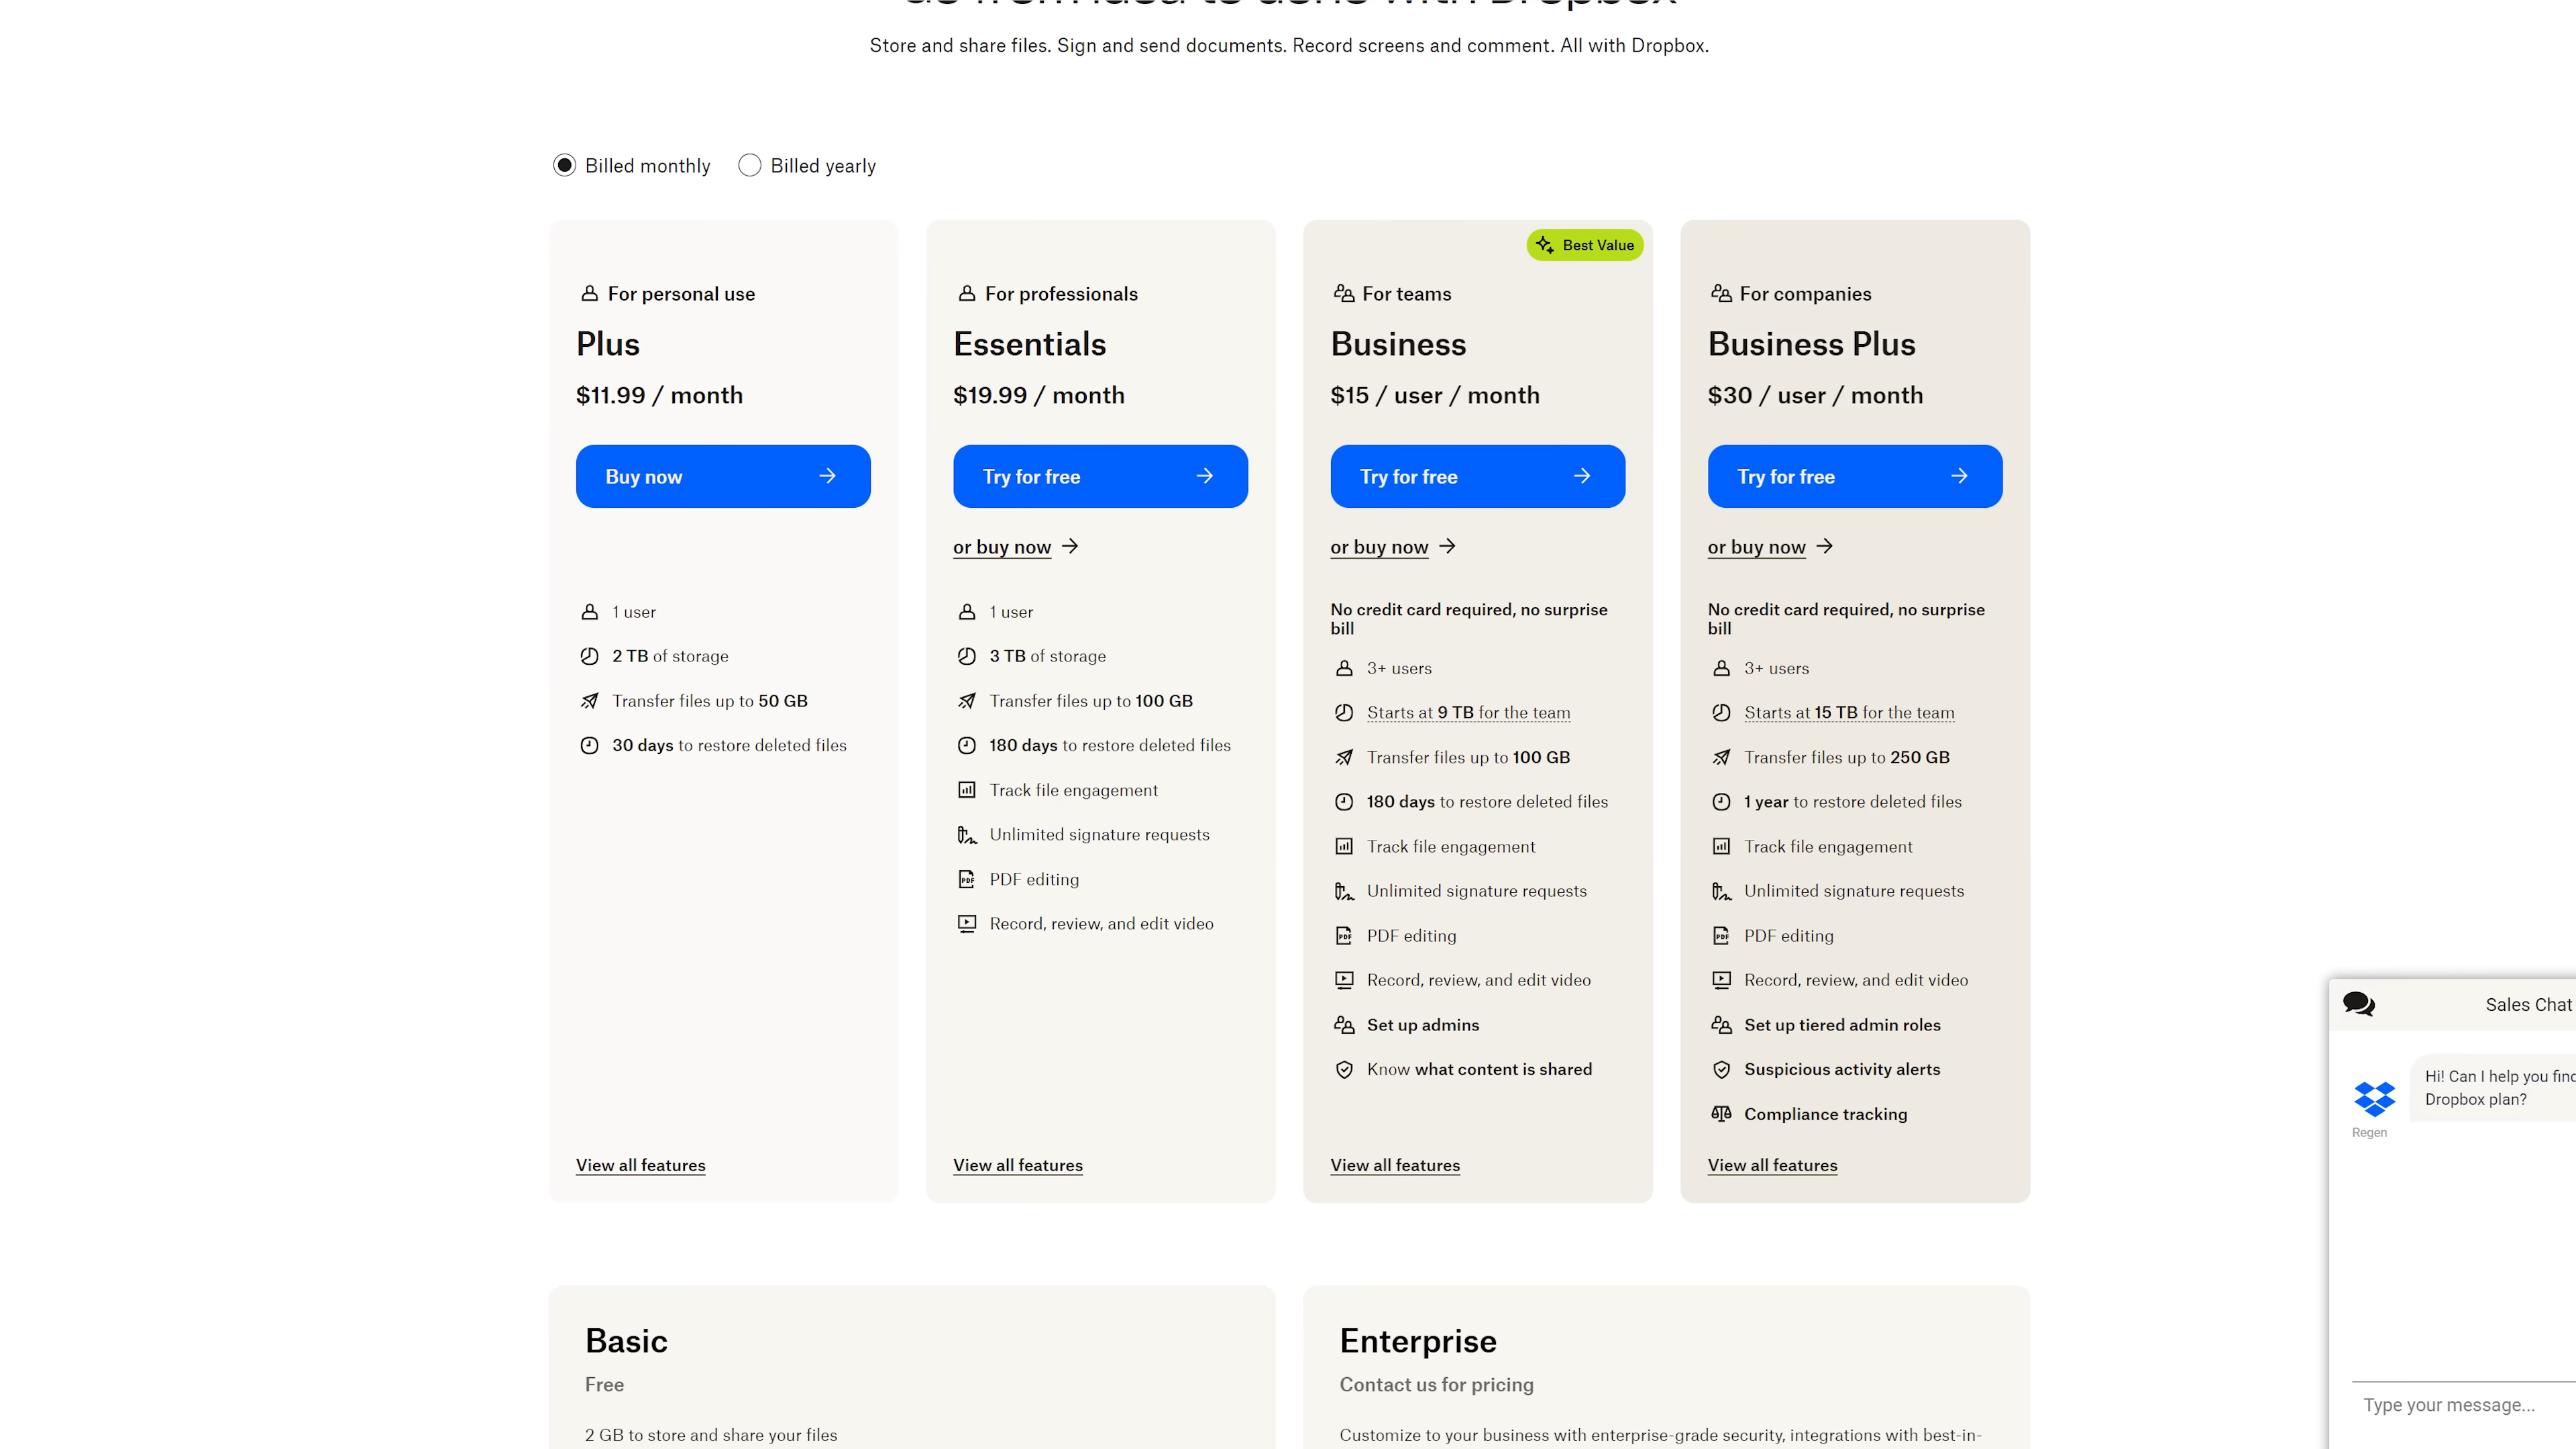 Go from idea to done with Dropbox
Store and share files. Sign and send documents. Record screens and comment. All with Dropbox.
Billed monthly
Billed yearly
For personal use
Plus
$11.99 / month
Buy now
1 user
2 TB of storage
Transfer files up to 50 GB
30 days to restore deleted files
View all features
For professionals
Essentials
$19.99 / month
Try for free
or buy now
1 user
3 TB of storage
Transfer files up to 100 GB
180 days to restore deleted files
Track file engagement
Unlimited signature requests
PDF editing
Record, review, and edit video
View all features
Best Value
For teams
Business
$15 / user / month
Try for free
or buy now
No credit card required, no surprise
bill
3+ users
Starts at 9 TB for the team
Transfer files up to 100 GB
180 days to restore deleted files
Track file engagement
Unlimited signature requests
PDF editing
Record, review, and edit video
Set up admins
Know what content is shared
View all features
For companies
Business Plus
$30 / user / month
Try for free
or buy now
No credit card required, no surprise
bill
3+ users
Starts at 15 TB for the team
Transfer files up to 250 GB
1 year to restore deleted files
Track file engagement
Unlimited signature requests
PDF editing
Record, review, and edit video
Set up tiered admin roles
Suspicious activity alerts
Compliance tracking
View all features
Basic
Free
2 GB to store and share your files
Enterprise
Contact us for pricing
Customize to your business with enterprise-grade security, integrations with best-in-
Sales Chat
Hi! Can I help you find
Dropbox plan?
Regen
Type your message...